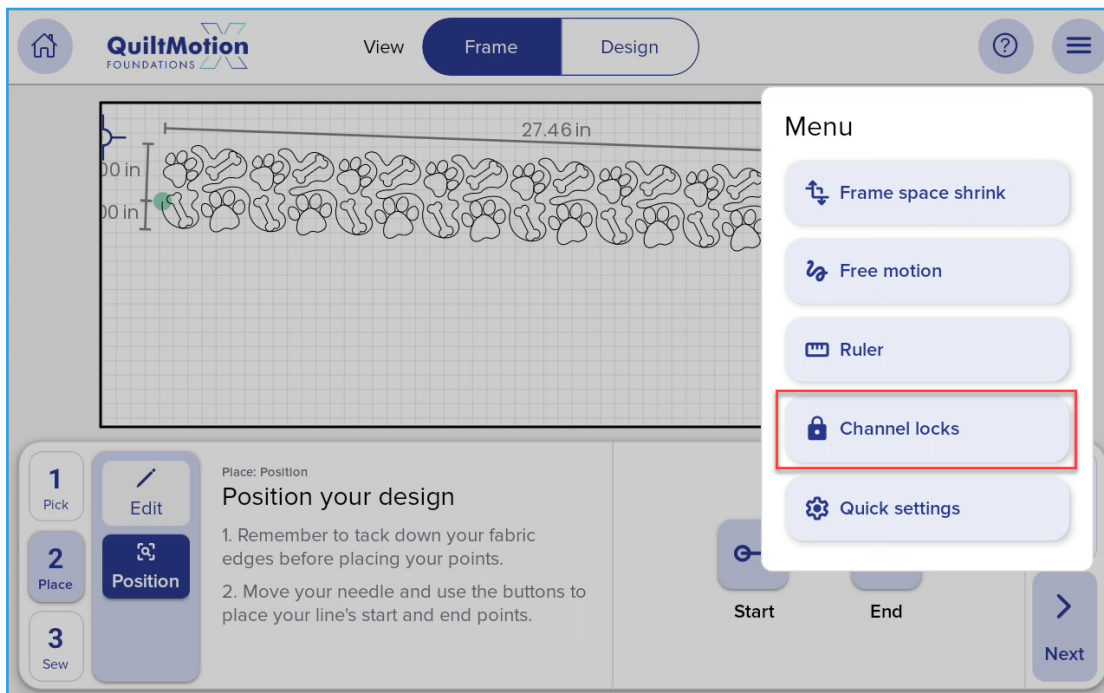 QuiltMotion
FOUNDATIONS
View
Frame
Design
27.46 in
00 in
00 in
Menu
Frame space shrink
Free motion
Ruler
Channel locks
Quick settings
1
Pick
2
Place
3
Sew
Edit
Position
Place: Position
Position your design
1. Remember to tack down your fabric
edges before placing your points.
2. Move your needle and use the buttons to
place your line's start and end points.
Start
End
Next